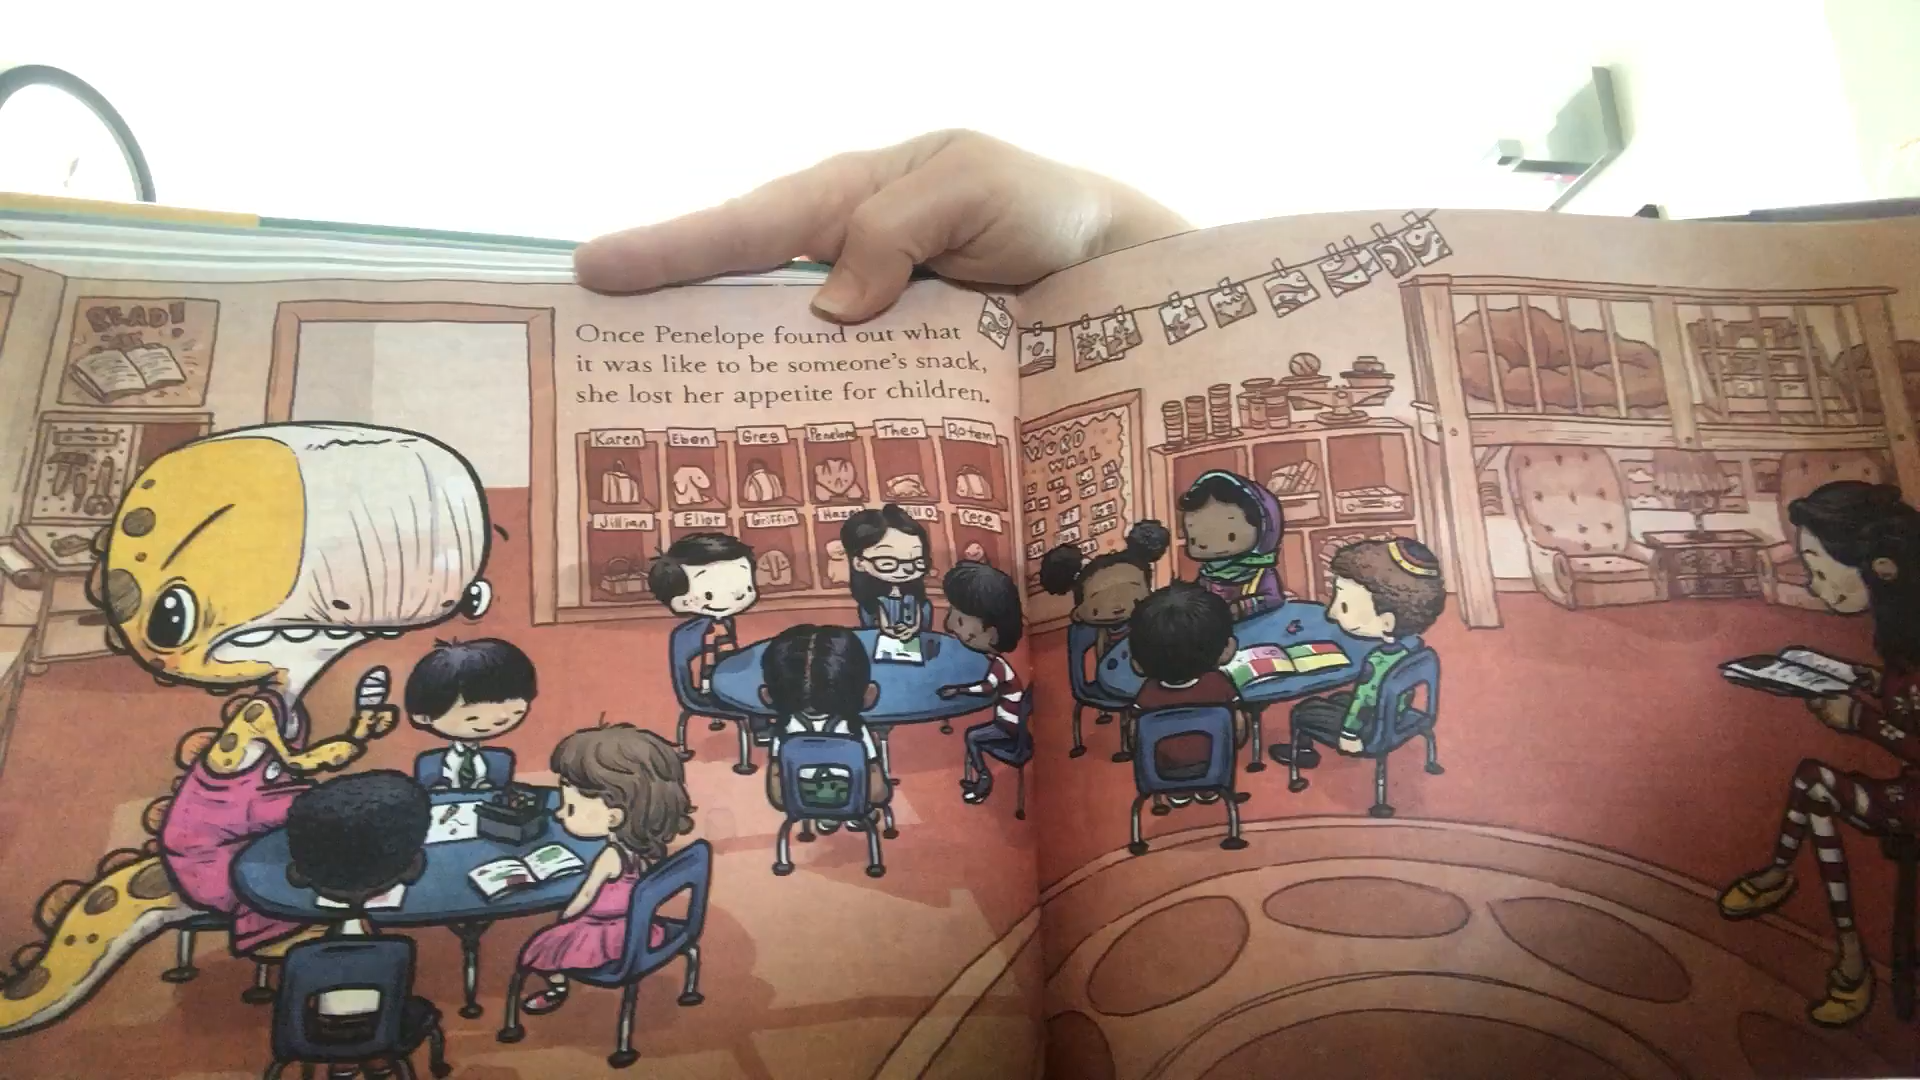 READ!
Once Penelope found out what
it was like to be someone's snack,
she lost her appetite for children.
Karen Eben Greg Penelope Theo Rotem
Jillian Elliot Griffin Cece
WORD
WALL